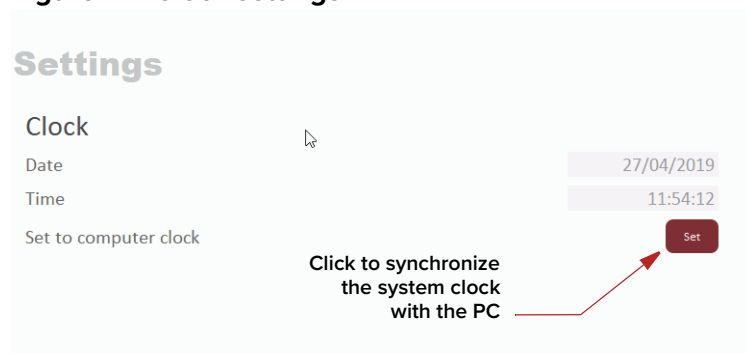 Settings
Clock
Date 27/04/2019
Time 11:54:12
Set to computer clock Set
Click to synchronize
the system clock
with the PC